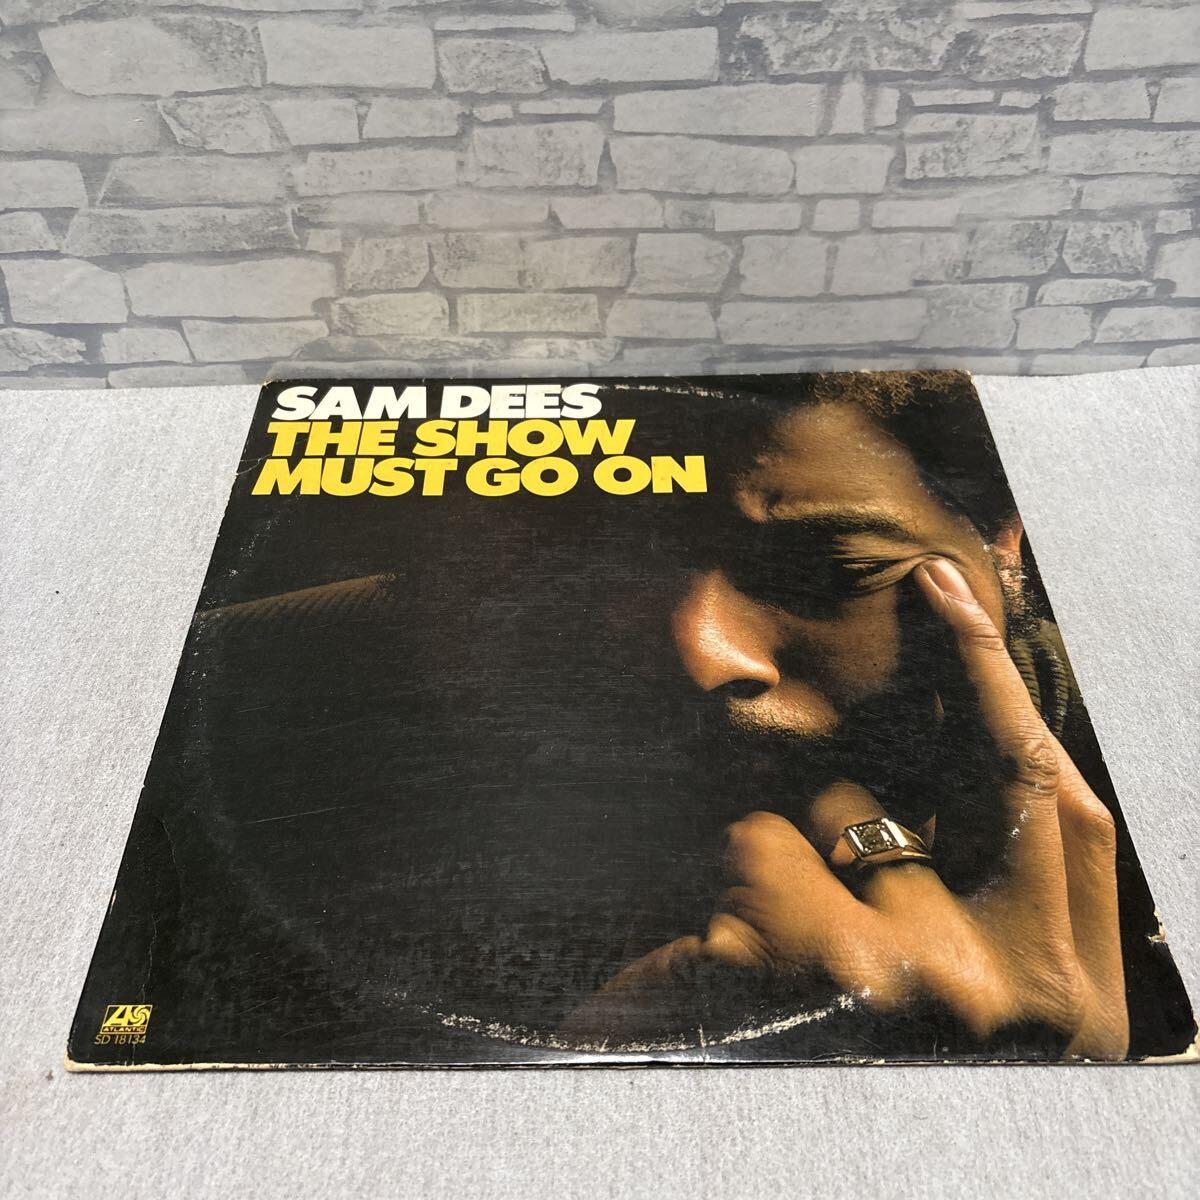 SAM DEES
THE SHOW
MUST GO ON
ATLANTIC
SD 18134